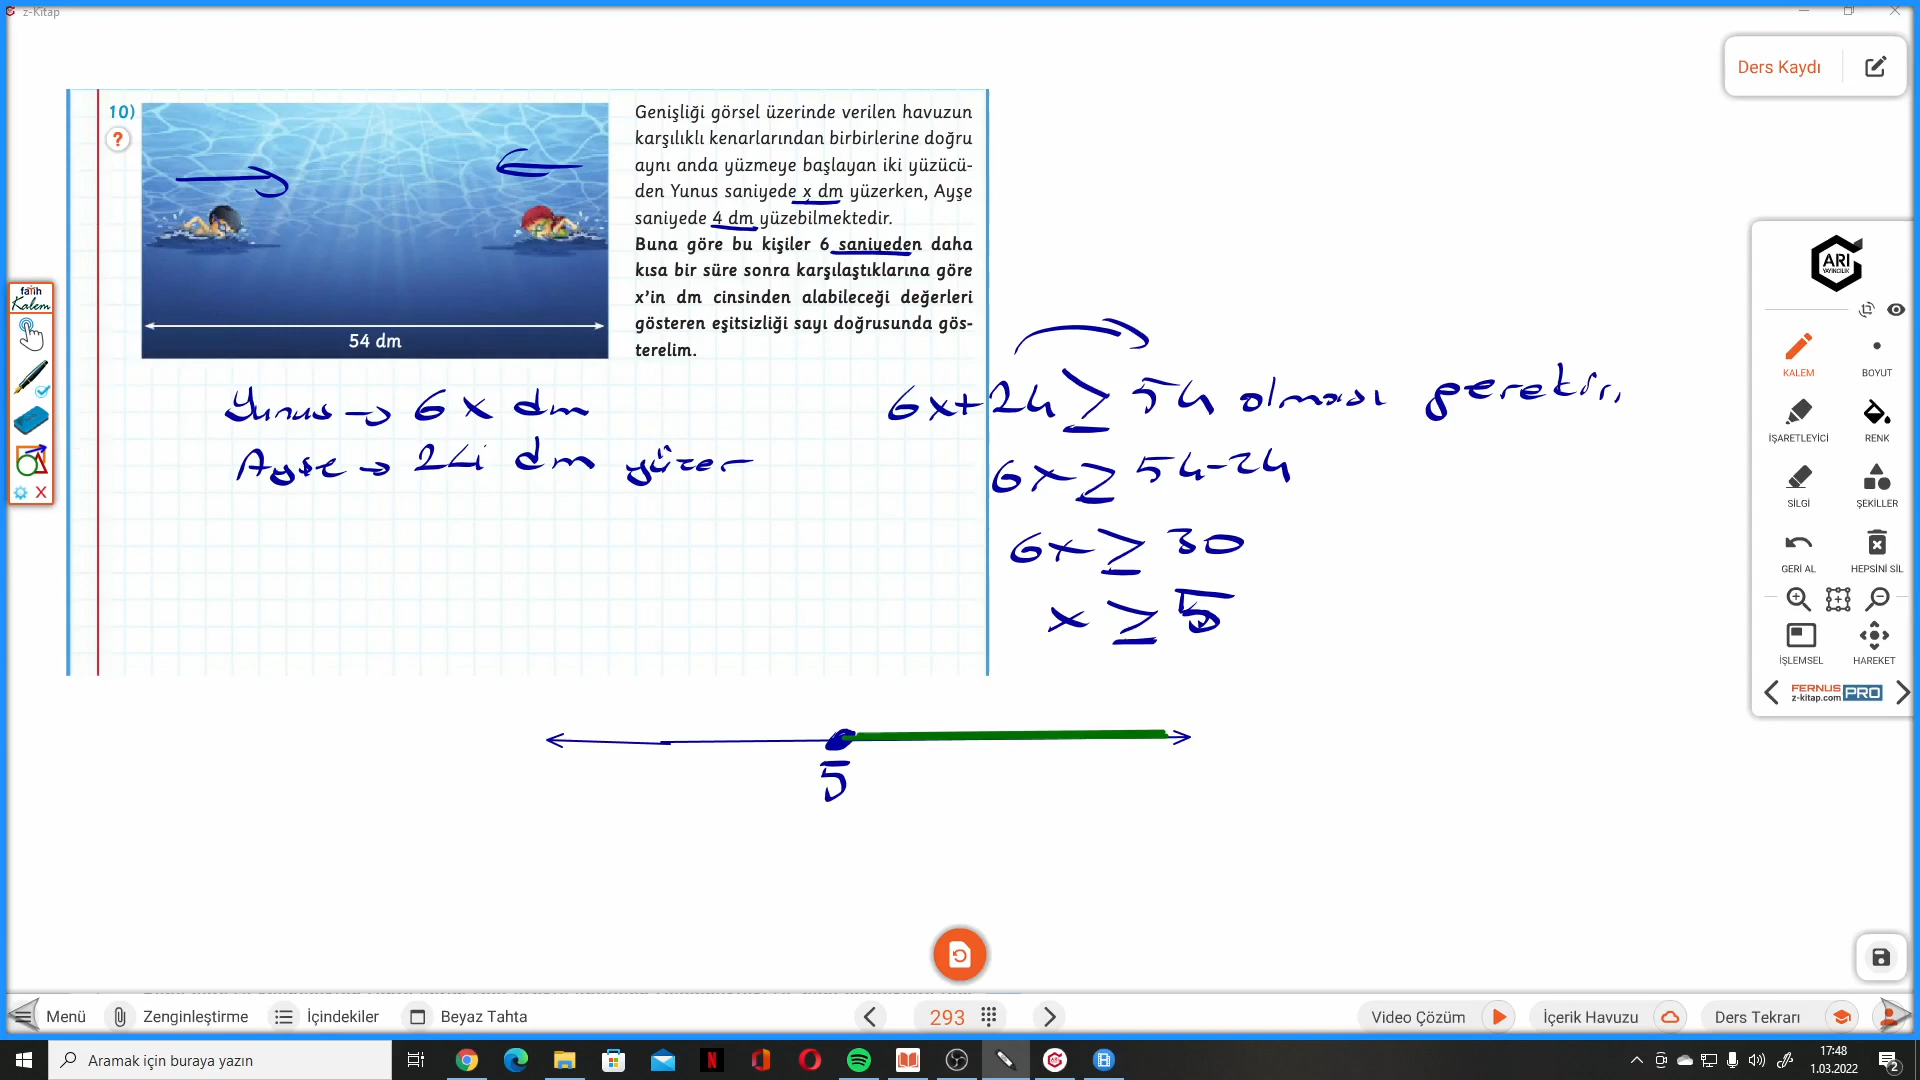 z-Kitap
Ders Kaydı
10)
?
Genişliği görsel üzerinde verilen havuzun
karşılıklı kenarlarından birbirlerine doğru
aynı anda yüzmeye başlayan iki yüzücü-
den Yunus saniyede x dm yüzerken, Ayşe
saniyede 4 dm yüzebilmektedir.
Buna göre bu kişiler 6 saniyeden daha
kısa bir süre sonra karşılaştıklarına göre
x'in dm cinsinden alabileceği değerleri
gösteren eşitsizliği sayı doğrusunda gös-
terelim.
54 dm
Yunus → 6x dm
Ayşe → 24 dm yüzer
6x+24 ≥ 54 olması gerekir.
6x ≥ 54-24
6x ≥ 30
x ≥ 5
5
fatih
Kalem
ARI
YAYINCILIK
KALEM
BOYUT
İŞARETLEYİCİ
RENK
SİLGİ
ŞEKİLLER
GERİ AL
HEPSİNİ SİL
İŞLEMSEL
HAREKET
FERNUS
z-kitap.com PRO
Menü
Zenginleştirme
İçindekiler
Beyaz Tahta
293
Video Çözüm
İçerik Havuzu
Ders Tekrarı
Aramak için buraya yazın
17:48
1.03.2022
2